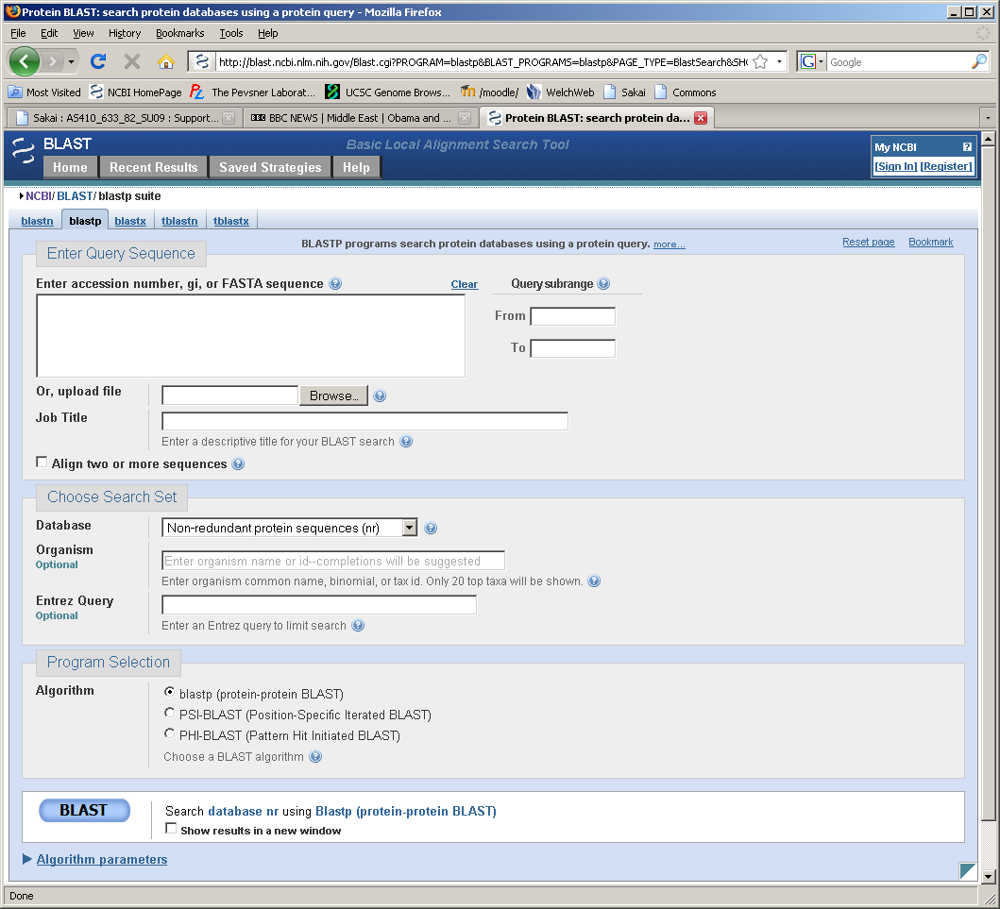 Protein BLAST: search protein databases using a protein query - Mozilla Firefox
File Edit View History Bookmarks Tools Help
http://blast.ncbi.nlm.nih.gov/Blast.cgi?PROGRAM=blastp&BLAST_PROGRAMS=blastp&PAGE_TYPE=BlastSearch&SH Google
Most Visited NCBI HomePage The Pevsner Laborat... UCSC Genome Brows... /moodle/ WelchWeb Sakai Commons
Sakai : AS410_633_82_SU09 : Support... BBC BBC NEWS | Middle East | Obama and ... Protein BLAST: search protein da...
BLAST Basic Local Alignment Search Tool My NCBI ?
Home Recent Results Saved Strategies Help [Sign In] [Register]
NCBI/ BLAST/ blastp suite
blastn blastp blastx tblastn tblastx
BLASTP programs search protein databases using a protein query. more... Reset page Bookmark
Enter Query Sequence
Enter accession number, gi, or FASTA sequence ? Clear Query subrange ?
From
To
Or, upload file Browse... ?
Job Title
Enter a descriptive title for your BLAST search ?
Align two or more sequences ?
Choose Search Set
Database Non-redundant protein sequences (nr) ?
Organism
Optional Enter organism name or id--completions will be suggested
Enter organism common name, binomial, or tax id. Only 20 top taxa will be shown. ?
Entrez Query
Optional
Enter an Entrez query to limit search ?
Program Selection
Algorithm blastp (protein-protein BLAST)
PSI-BLAST (Position-Specific Iterated BLAST)
PHI-BLAST (Pattern Hit Initiated BLAST)
Choose a BLAST algorithm ?
BLAST Search database nr using Blastp (protein-protein BLAST)
Show results in a new window
Algorithm parameters
Done